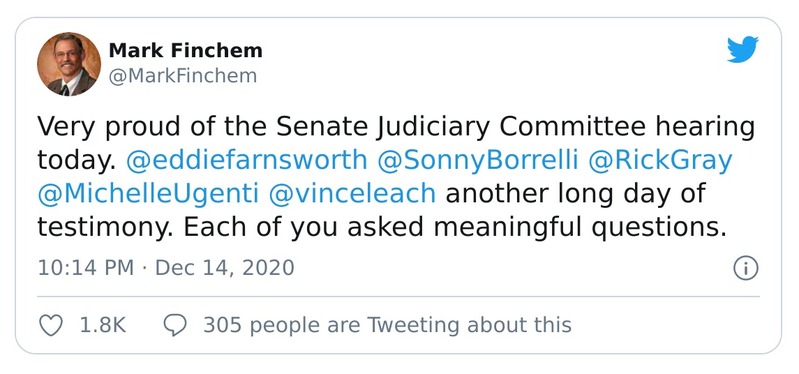 Mark Finchem
@MarkFinchem
Very proud of the Senate Judiciary Committee hearing
today. @eddiefarnsworth @SonnyBorrelli @RickGray
@MichelleUgenti @vinceleach another long day of
testimony. Each of you asked meaningful questions.
10:14 PM · Dec 14, 2020
1.8K 305 people are Tweeting about this